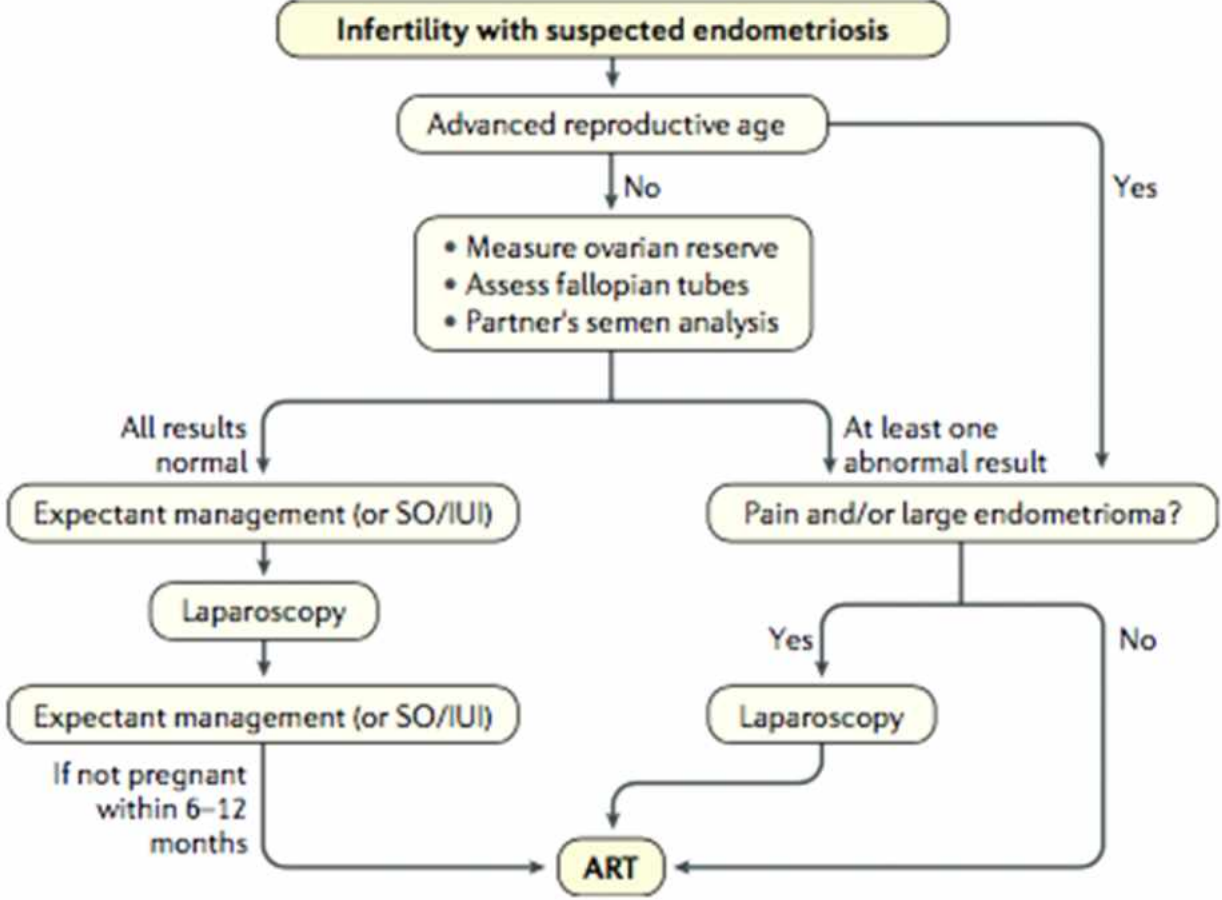 Infertility with suspected endometriosis
Advanced reproductive age
No
Yes
• Measure ovarian reserve
• Assess fallopian tubes
• Partner's semen analysis
All results
normal
At least one
abnormal result
Expectant management (or SO/IUI)
Pain and/or large endometrioma?
Laparoscopy
Yes
No
Expectant management (or SO/IUI)
Laparoscopy
If not pregnant
within 6–12
months
ART